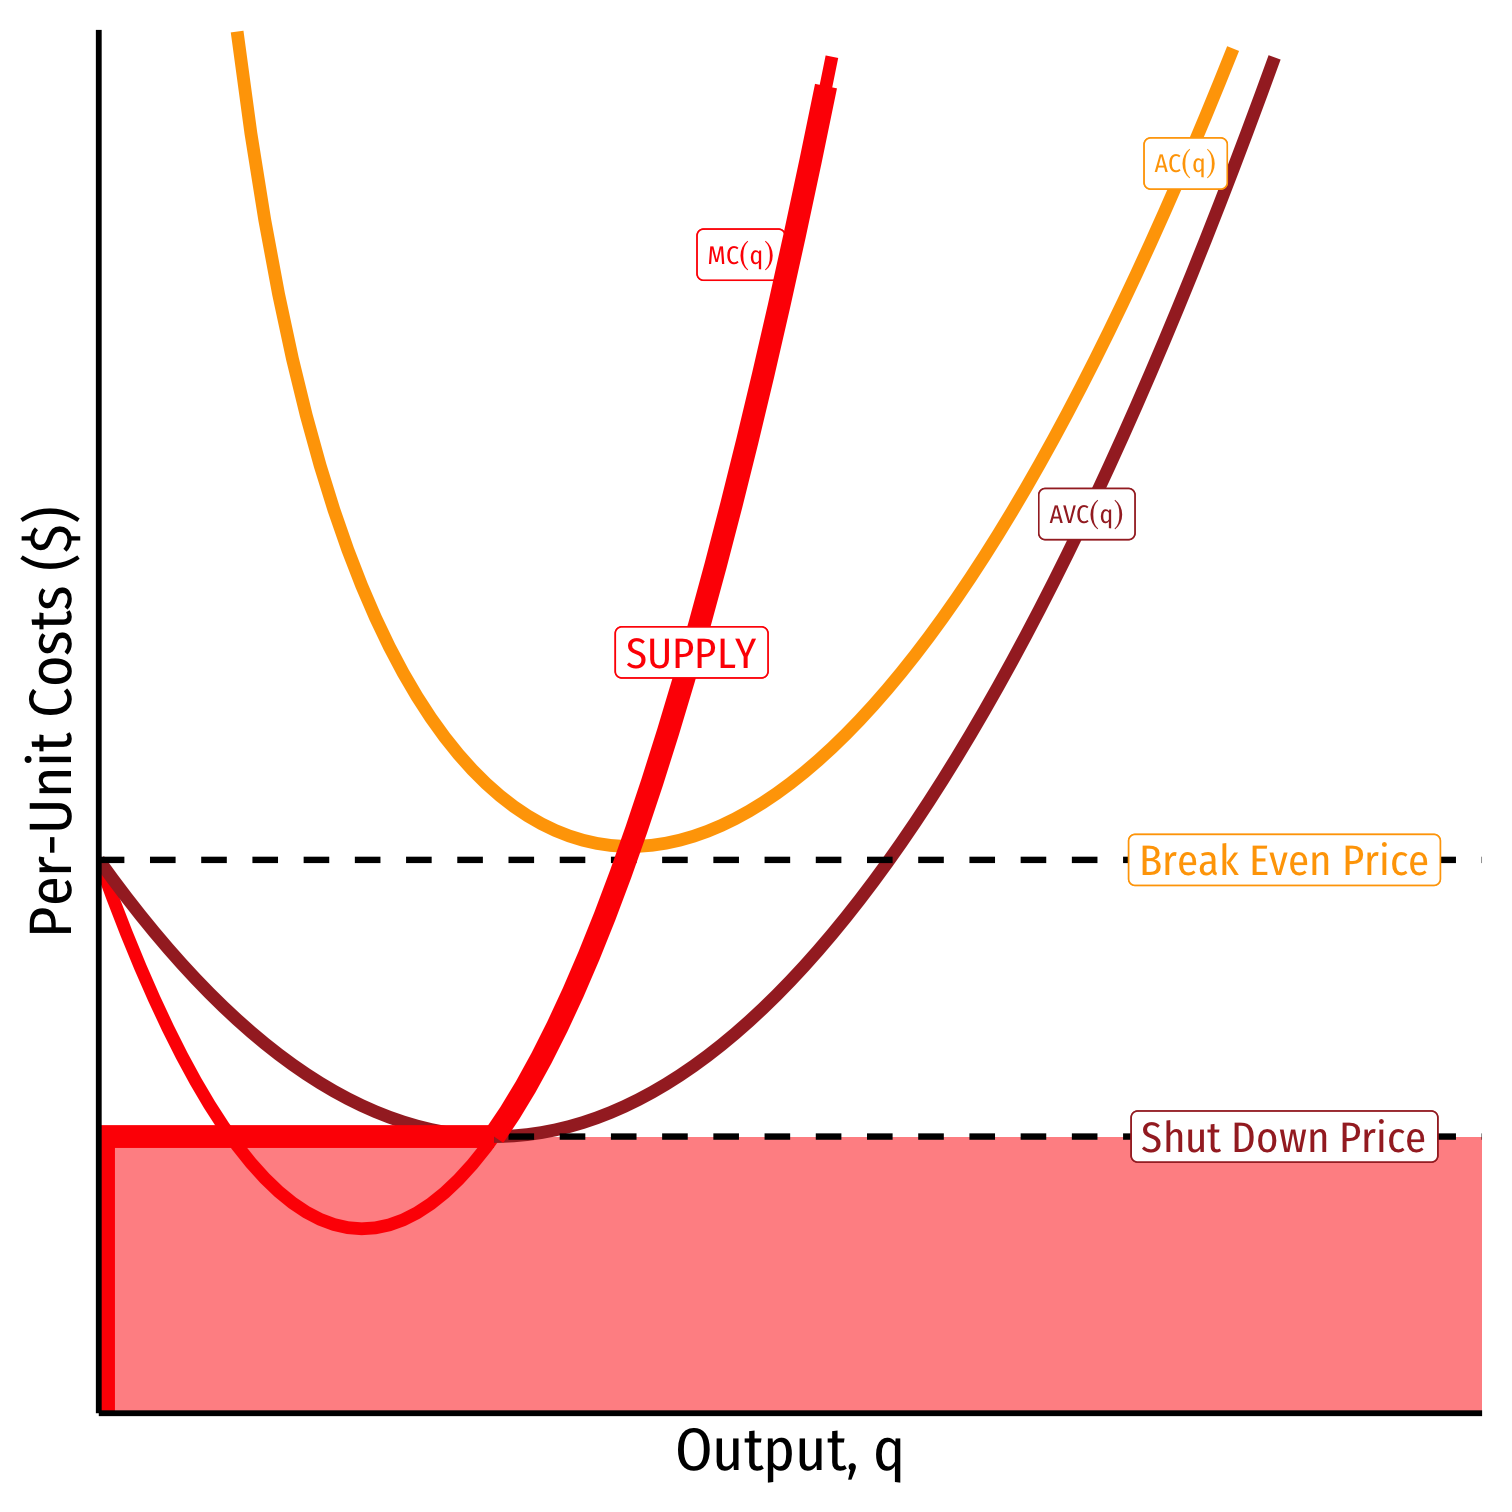 AC(q)
MC(q)
AVC(q)
SUPPLY
Per-Unit Costs ($)
Break Even Price
Shut Down Price
Output, q